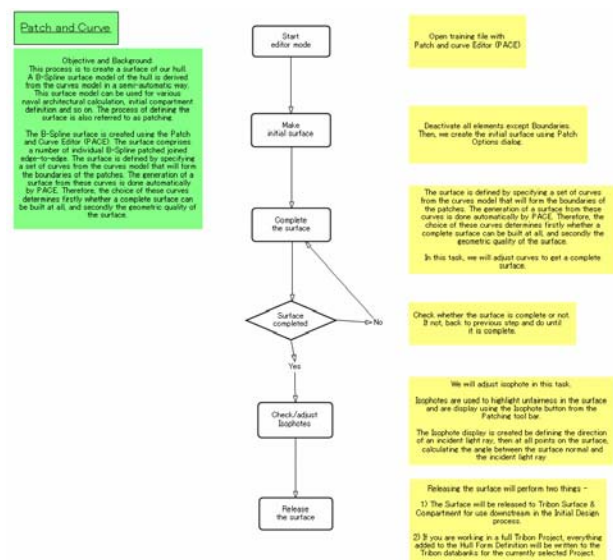 Patch and Curve
Objective and Background:
This process is to create a surface of our hull.
A B-Spline surface model of the hull is derived
from the curves model in a semi-automatic way.
This surface model can be used for various
naval architectural calculation, initial compartment
definition and so on. The process of defining the
surface is also referred to as patching.
The B-Spline surface is created using the Patch
and Curve Editor (PACE). The surface comprises
a number of individual B-Spline patched joined
edge-to-edge. The surface is defined by specifying
a set of curves from the curves model that will form
the boundaries of the patches. The generation of a
surface from these curves is done automatically
by PACE. Therefore, the choice of these curves
determines firstly whether a complete surface can
be built at all, and secondly the geometric quality of
the surface.
Start
editor mode
Open training file with
Patch and curve Editor (PACE)
Make
initial surface
Deactivate all elements except Boundaries.
Then, we create the initial surface using Patch
Options dialog.
Complete
the surface
The surface is defined by specifying a set of curves
from the curves model that will form the boundaries of
the patches. The generation of a surface from these
curves is done automatically by PACE. Therefore, the
choice of these curves determines firstly whether a
complete surface can be built at all, and secondly the
geometric quality of the surface.
In this task, we will adjust curves to get a complete
surface.
Surface
completed
No
Yes
Check whether the surface is complete or not.
If not, back to previous step and do until
it is complete.
Check/adjust
Isophotes
We will adjust isophote in this task.
Isophotes are used to highlight unfairness in the surface
and are display using the Isophote button from the
Patching tool bar.
The Isophote display is created be defining the direction
of an incident light ray, then at all points on the surface,
calculating the angle between the surface normal and
the incident light ray
Release
the surface
Releasing the surface will perform two things -
1) The Surface will be released to Tribon Surface &
Compartment for use downstream in the Initial Design
process.
2) If you are working in a full Tribon Project, everything
added to the Hull Form Definition will be written to the
Tribon databanks for the currently selected Project.